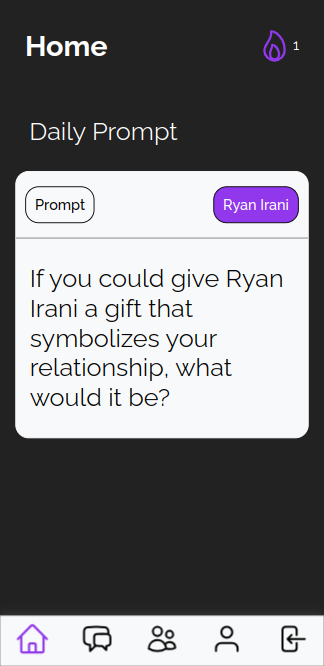 Home
1
Daily Prompt
Prompt
Ryan Irani
If you could give Ryan
Irani a gift that
symbolizes your
relationship, what
would it be?